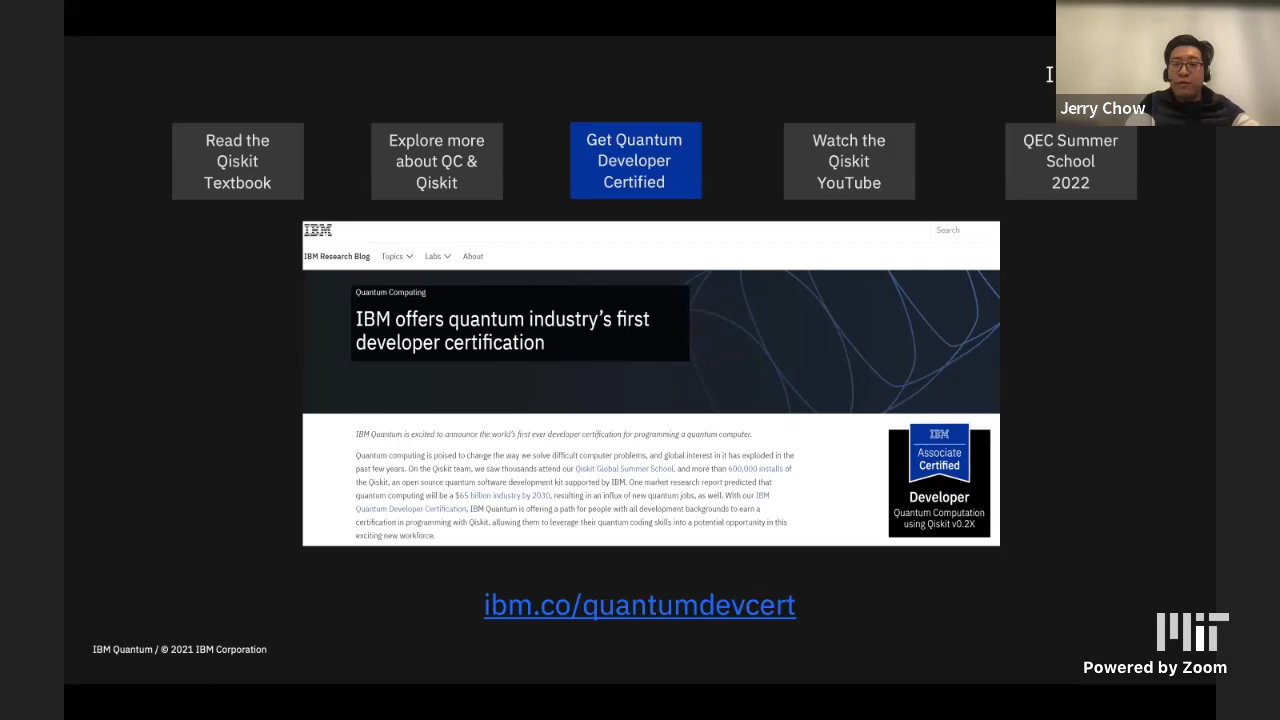 I
Jerry Chow
Read the
Qiskit
Textbook
Explore more
about QC &
Qiskit
Get Quantum
Developer
Certified
Watch the
Qiskit
YouTube
QEC Summer
School
2022
IBM
Search
IBM Research Blog Topics Labs About
Quantum Computing
IBM offers quantum industry's first
developer certification
IBM Quantum is excited to announce the world's first ever developer certification for programming a quantum computer.
Quantum computing is poised to change the way we solve difficult computer problems, and global interest in it has exploded in the
past few years. On the Qiskit team, we saw thousands attend our Qiskit Global Summer School, and more than 600,000 installs of
the Qiskit, an open source quantum software development kit supported by IBM. One market research report predicted that
quantum computing will be a $65 billion industry by 2030, resulting in an influx of new quantum jobs, as well. With our IBM
Quantum Developer Certification, IBM Quantum is offering a path for people with all development backgrounds to earn a
certification in programming with Qiskit, allowing them to leverage their quantum coding skills into a potential opportunity in this
exciting new workforce.
IBM
Associate
Certified
Developer
Quantum Computation
using Qiskit v0.2X
ibm.co/quantumdevcert
IBM Quantum / © 2021 IBM Corporation
MIT
Powered by Zoom